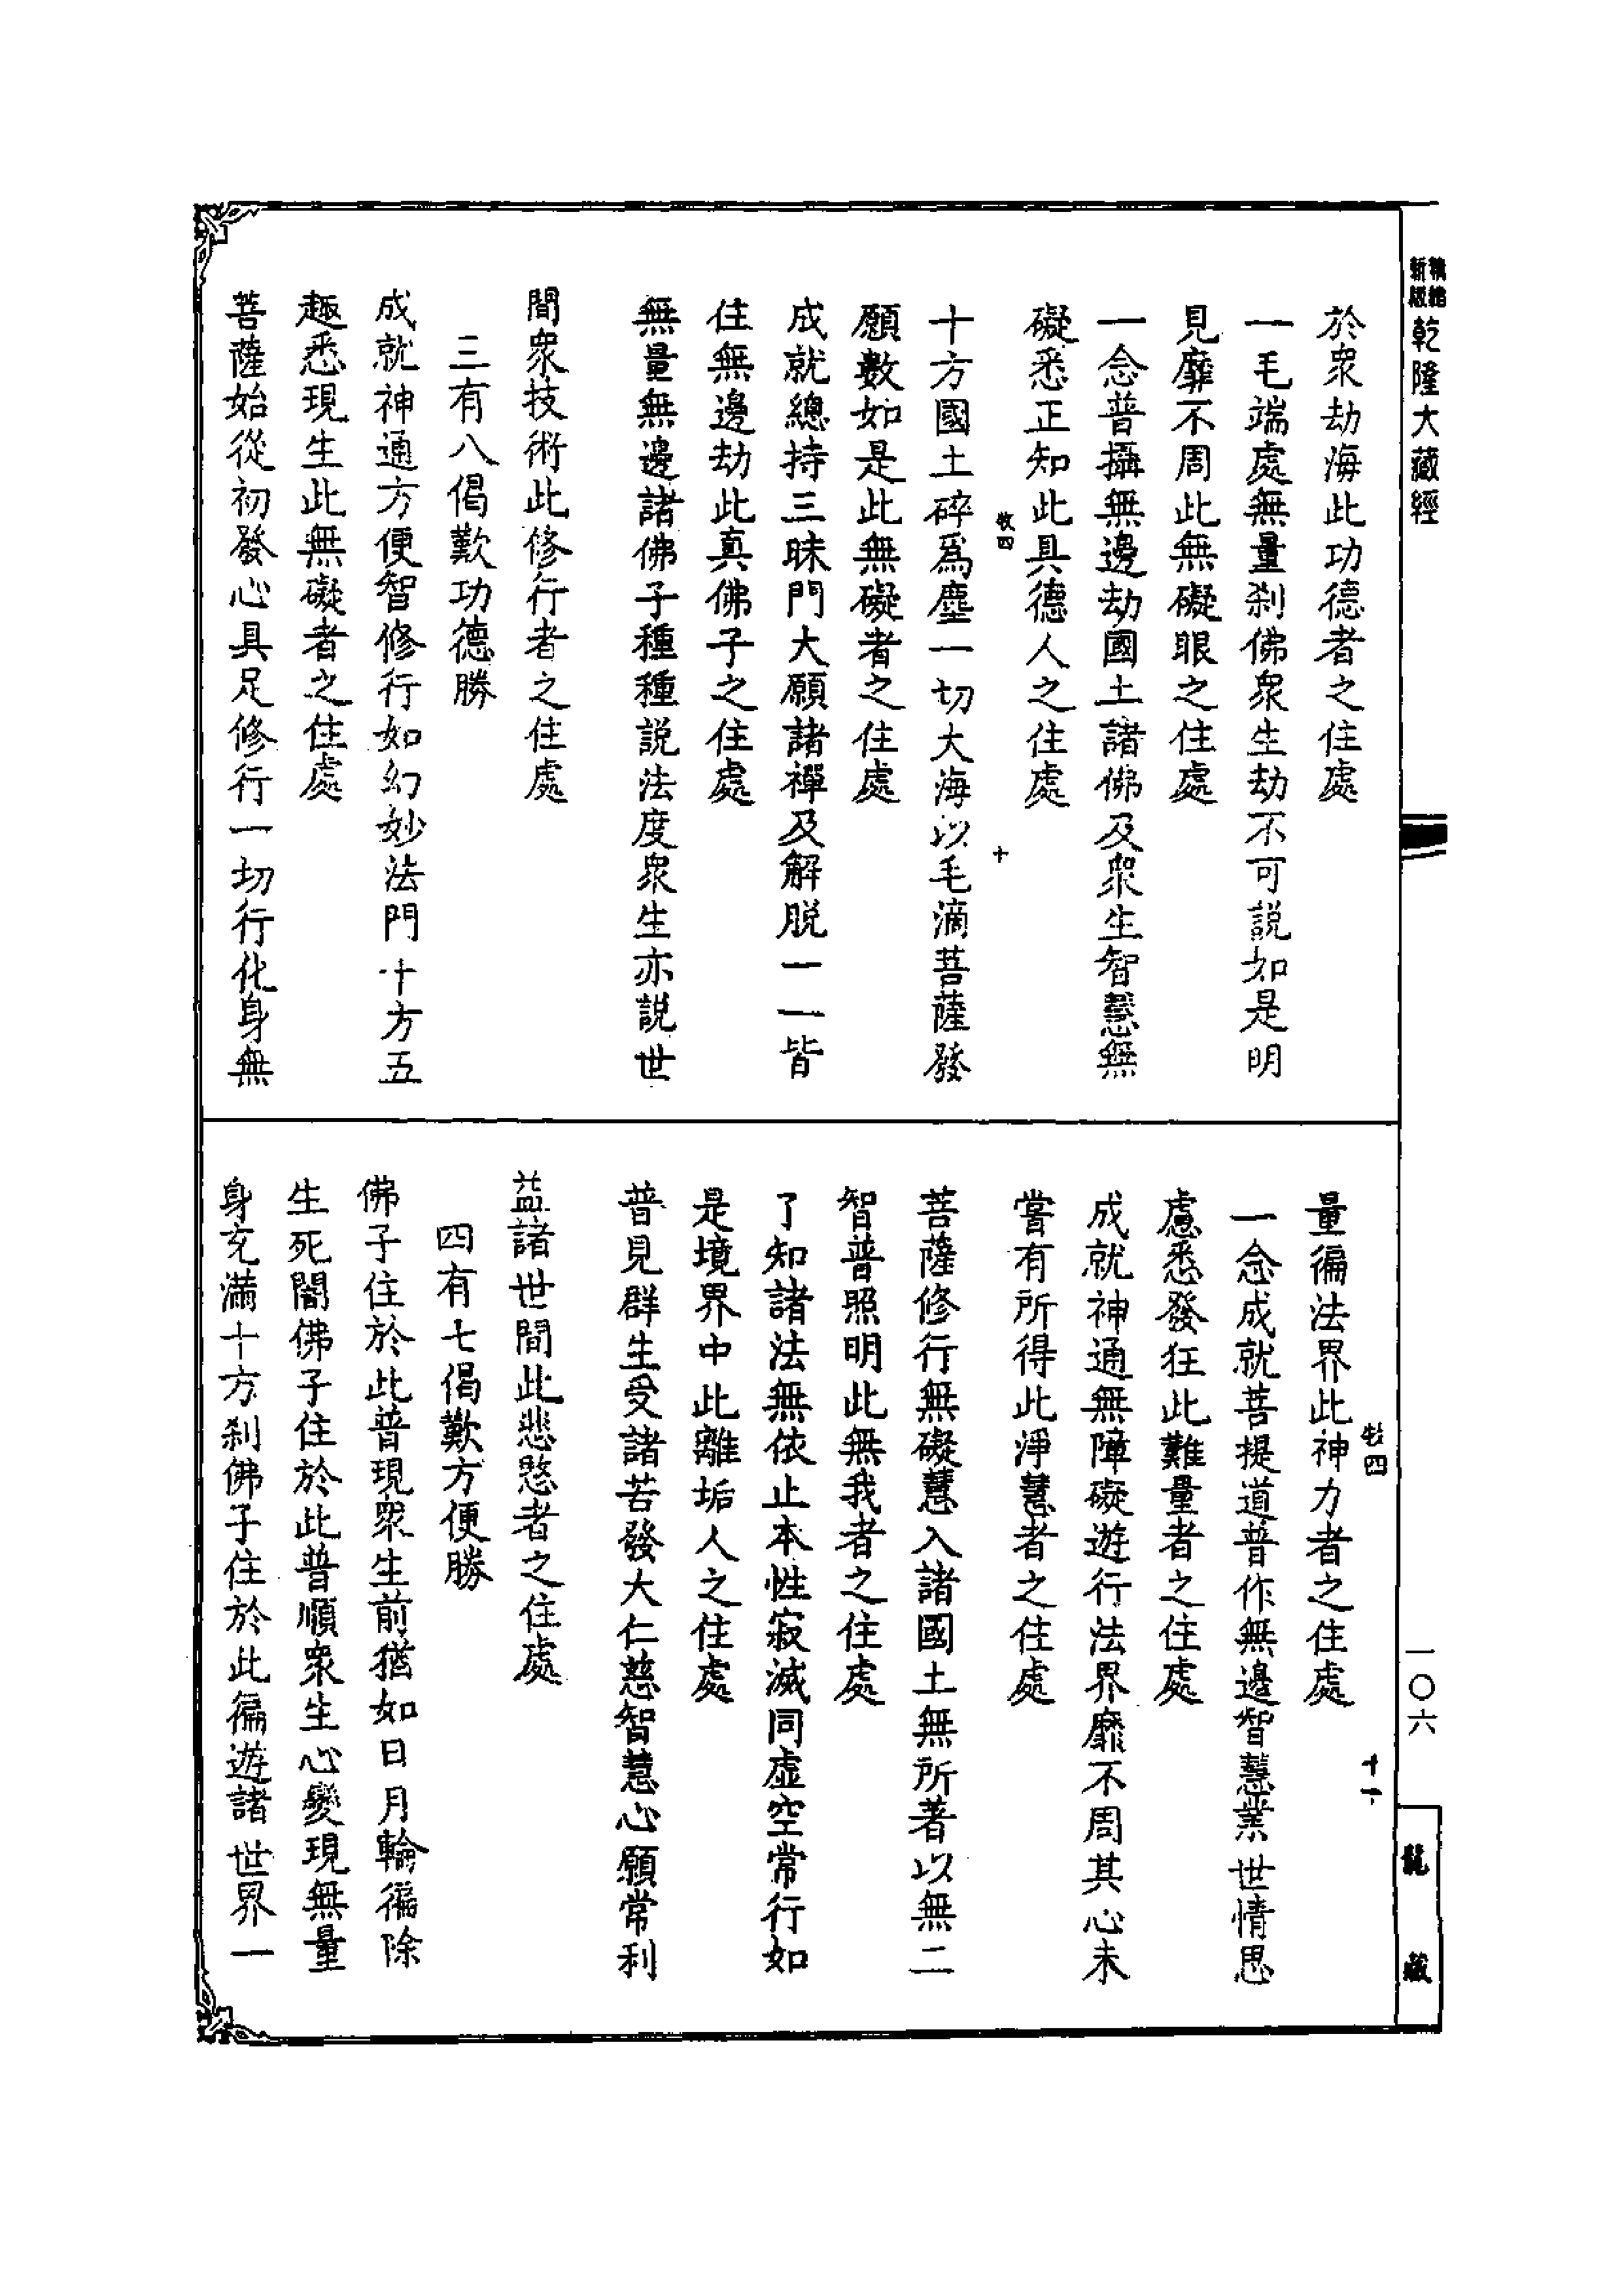 精縮
新版
乾隆大藏經
於衆劫海此功德者之住處
一毛端處無量刹佛衆生劫不可説如是明
見靡不周此無礙眼之住處
一念普攝無邊劫國土諸佛及衆生智慧無
礙悉正知此具德人之住處
牧四
十
十方國土碎爲塵一切大海以毛滴菩薩發
願數如是此無礙者之住處
成就總持三昧門大願諸禪及解脱一一皆
住無邊劫此真佛子之住處
無量無邊諸佛子種種説法度衆生亦説世
間衆技術此修行者之住處
三有八偈歎功德勝
成就神通方便智修行如幻妙法門十方五
趣悉現生此無礙者之住處
菩薩始從初發心具足修行一切行化身無
一〇六
龍藏
牧四
十一
量徧法界此神力者之住處
一念成就菩提道普作無邊智慧業世情思
慮悉發狂此難量者之住處
成就神通無障礙遊行法界靡不周其心未
嘗有所得此淨慧者之住處
菩薩修行無礙慧入諸國土無所著以無二
智普照明此無我者之住處
了知諸法無依止本性寂滅同虛空常行如
是境界中此離垢人之住處
普見群生受諸苦發大仁慈智慧心願常利
益諸世間此悲愍者之住處
四有七偈歎方便勝
佛子住於此普現衆生前猶如日月輪徧除
生死闇佛子住於此普順衆生心變現無量
身充滿十方刹佛子住於此徧遊諸世界一